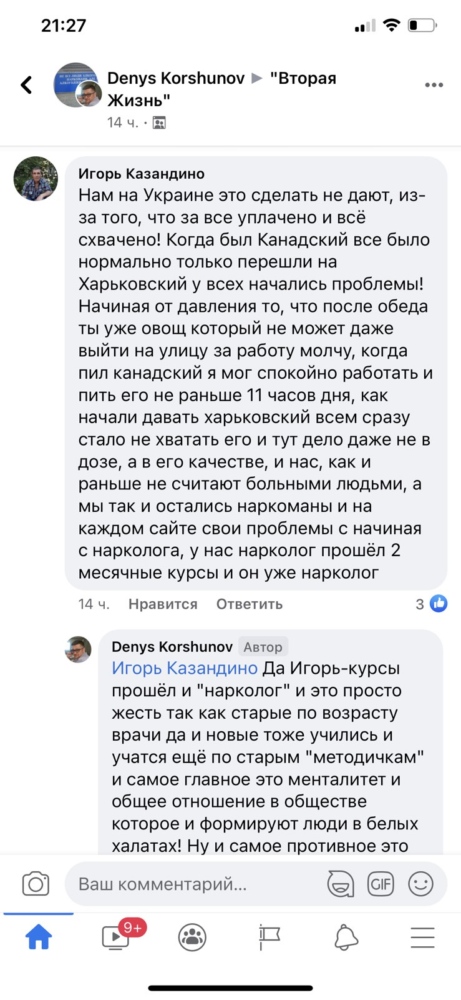 21:27
НЕ ВСІ ЛЮДИ
Denys Korshunov ▶ "Вторая
Жизнь"
14 ч. ·
Игорь Казандино
Нам на Украине это сделать не дают, из-
за того, что за все уплачено и всё
схвачено! Когда был Канадский все было
нормально только перешли на
Харьковский у всех начались проблемы!
Начиная от давления то, что после обеда
ты уже овощ который не может даже
выйти на улицу за работу молчу, когда
пил канадский я мог спокойно работать и
пить его не раньше 11 часов дня, как
начали давать харьковский всем сразу
стало не хватать его и тут дело даже не в
дозе, а в его качестве, и нас, как и
раньше не считают больными людьми, а
мы так и остались наркоманы и на
каждом сайте свои проблемы с начиная
с нарколога, у нас нарколог прошёл 2
месячные курсы и он уже нарколог
14 ч. Нравится Ответить 3
Denys Korshunov Автор
Игорь Казандино Да Игорь-курсы
прошёл и "нарколог" и это просто
жесть так как старые по возрасту
врачи да и новые тоже учились и
учатся ещё по старым "методичкам"
и самое главное это менталитет и
общее отношение в обществе
которое и формируют люди в белых
халатах! Ну и самое противное это
Ваш комментарий...
GIF
9+